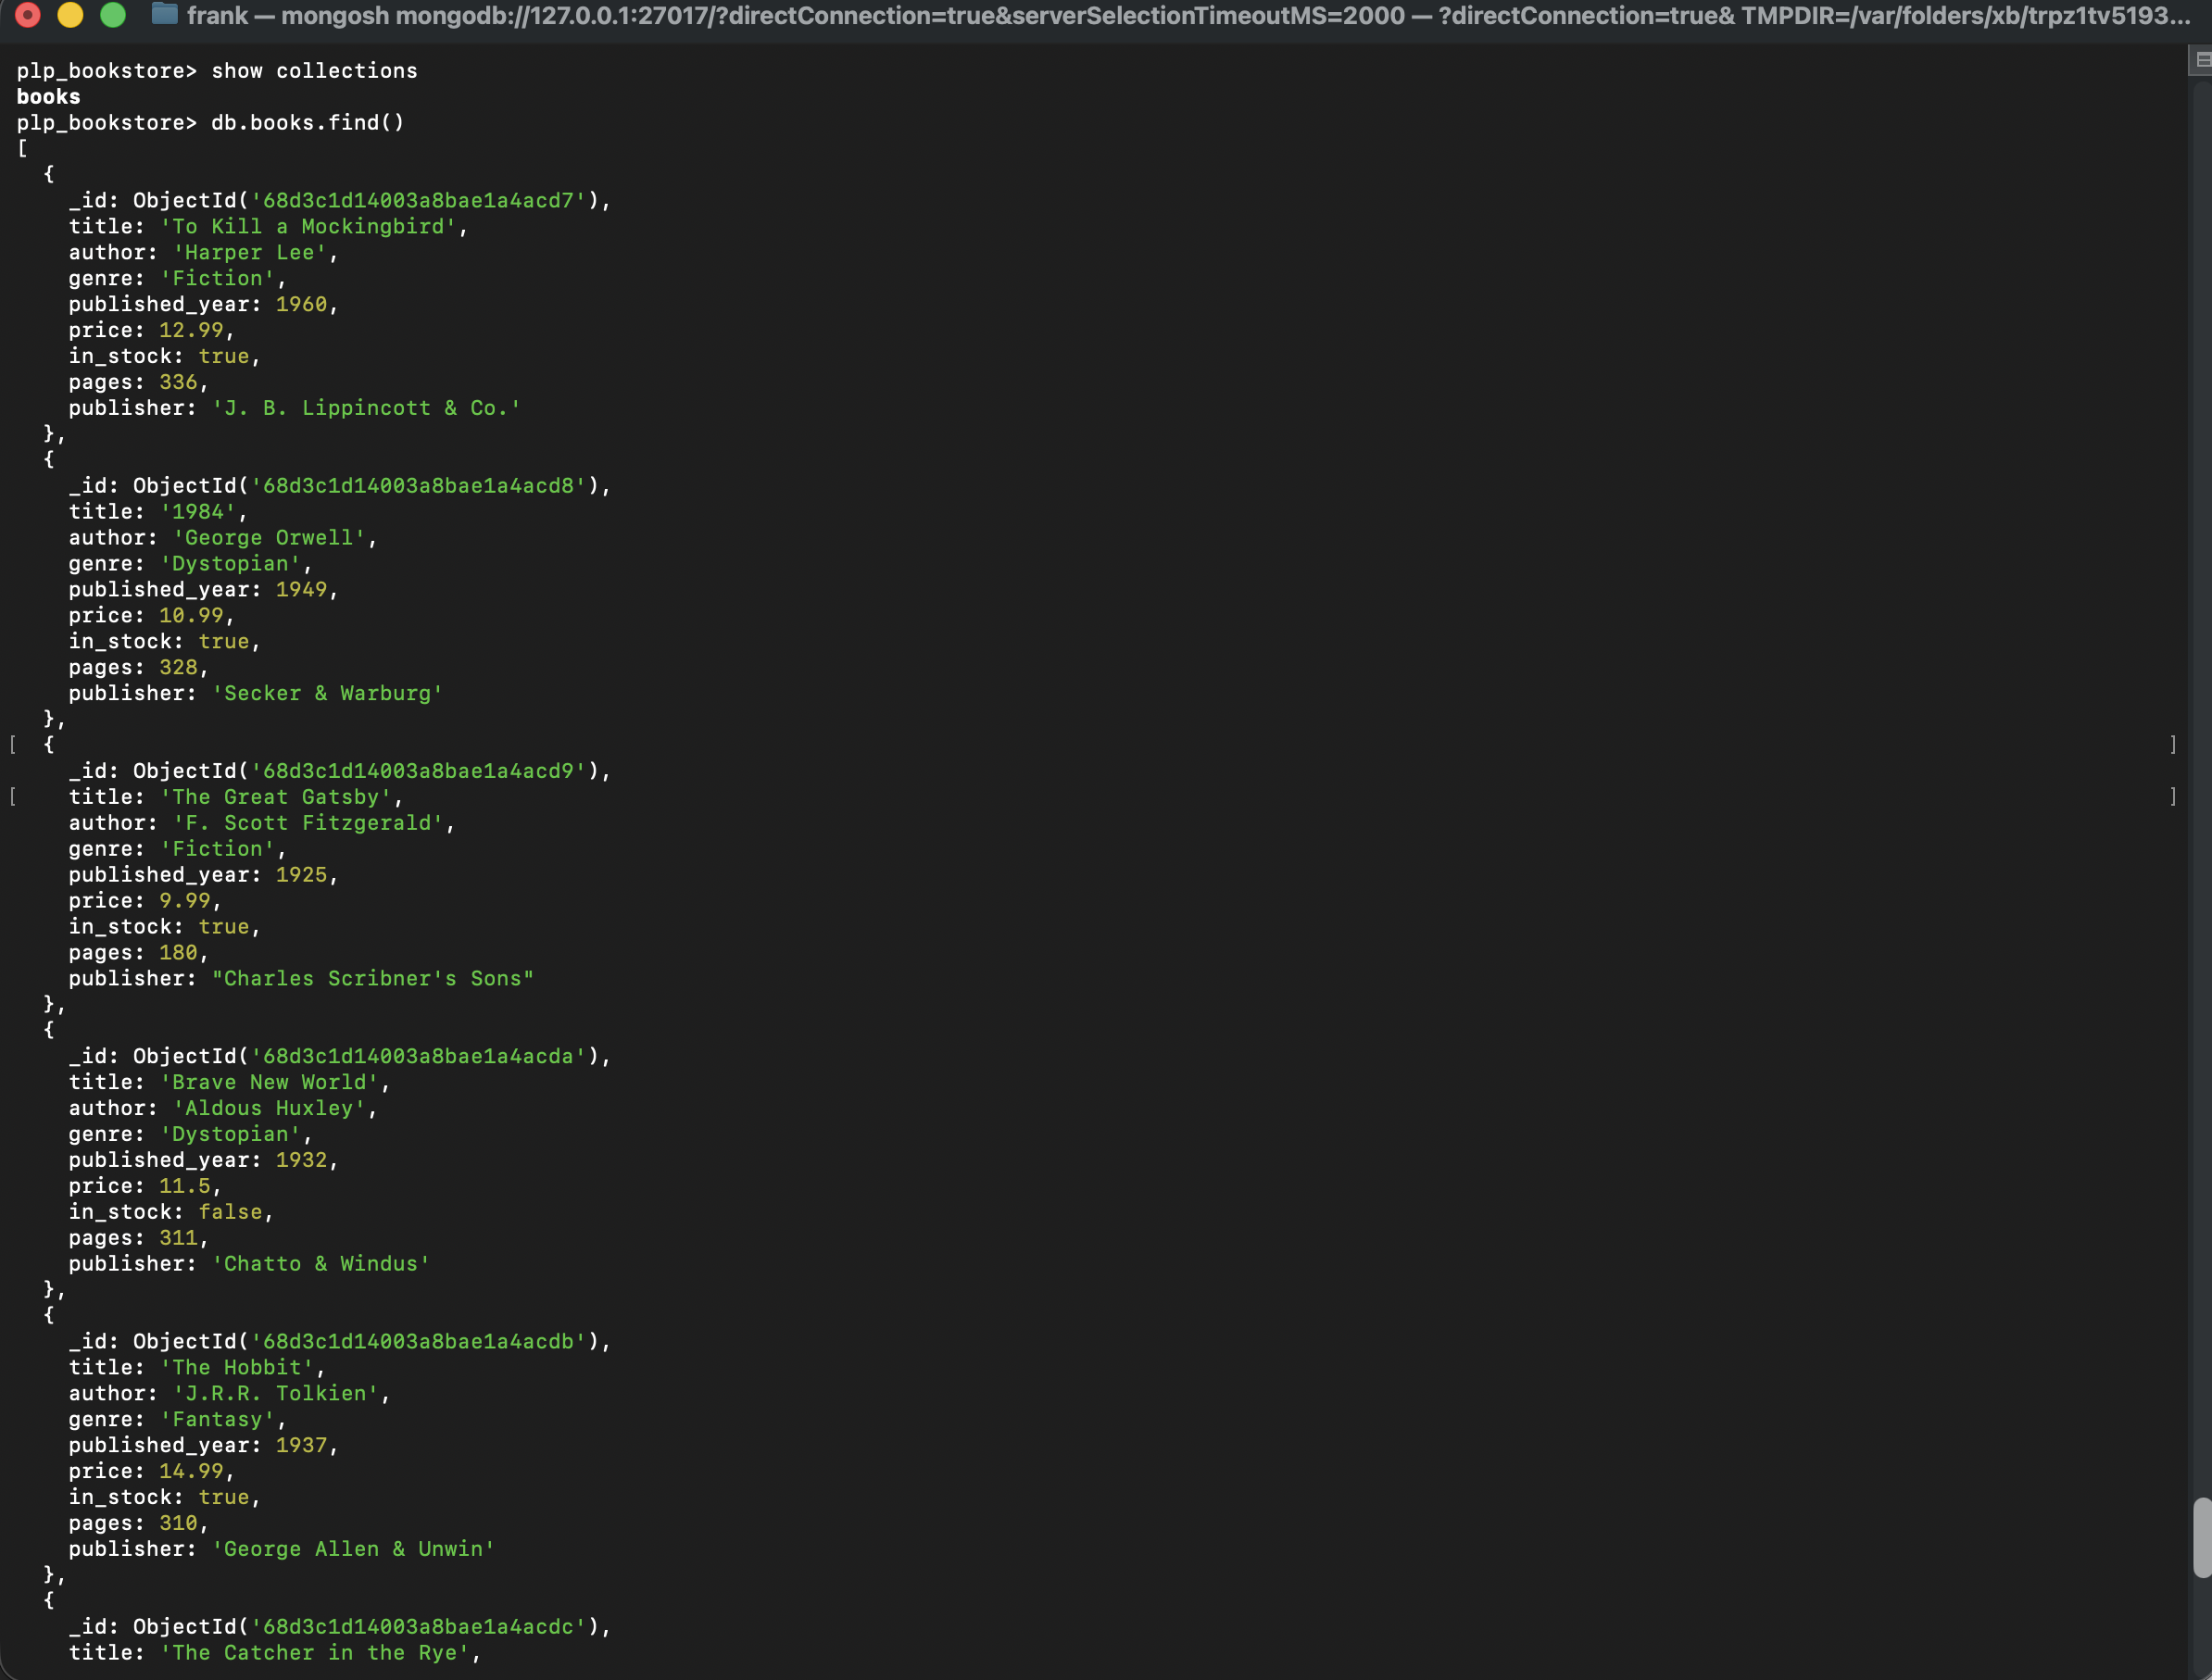 frank — mongosh mongodb://127.0.0.1:27017/?directConnection=true&serverSelectionTimeoutMS=2000 — ?directConnection=true& TMPDIR=/var/folders/xb/trpz1tv5193...
plp_bookstore> show collections
books
plp_bookstore> db.books.find()
[
  {
    _id: ObjectId('68d3c1d14003a8bae1a4acd7'),
    title: 'To Kill a Mockingbird',
    author: 'Harper Lee',
    genre: 'Fiction',
    published_year: 1960,
    price: 12.99,
    in_stock: true,
    pages: 336,
    publisher: 'J. B. Lippincott & Co.'
  },
  {
    _id: ObjectId('68d3c1d14003a8bae1a4acd8'),
    title: '1984',
    author: 'George Orwell',
    genre: 'Dystopian',
    published_year: 1949,
    price: 10.99,
    in_stock: true,
    pages: 328,
    publisher: 'Secker & Warburg'
  },
[  { ]
    _id: ObjectId('68d3c1d14003a8bae1a4acd9'),
[    title: 'The Great Gatsby', ]
    author: 'F. Scott Fitzgerald',
    genre: 'Fiction',
    published_year: 1925,
    price: 9.99,
    in_stock: true,
    pages: 180,
    publisher: "Charles Scribner's Sons"
  },
  {
    _id: ObjectId('68d3c1d14003a8bae1a4acda'),
    title: 'Brave New World',
    author: 'Aldous Huxley',
    genre: 'Dystopian',
    published_year: 1932,
    price: 11.5,
    in_stock: false,
    pages: 311,
    publisher: 'Chatto & Windus'
  },
  {
    _id: ObjectId('68d3c1d14003a8bae1a4acdb'),
    title: 'The Hobbit',
    author: 'J.R.R. Tolkien',
    genre: 'Fantasy',
    published_year: 1937,
    price: 14.99,
    in_stock: true,
    pages: 310,
    publisher: 'George Allen & Unwin'
  },
  {
    _id: ObjectId('68d3c1d14003a8bae1a4acdc'),
    title: 'The Catcher in the Rye',